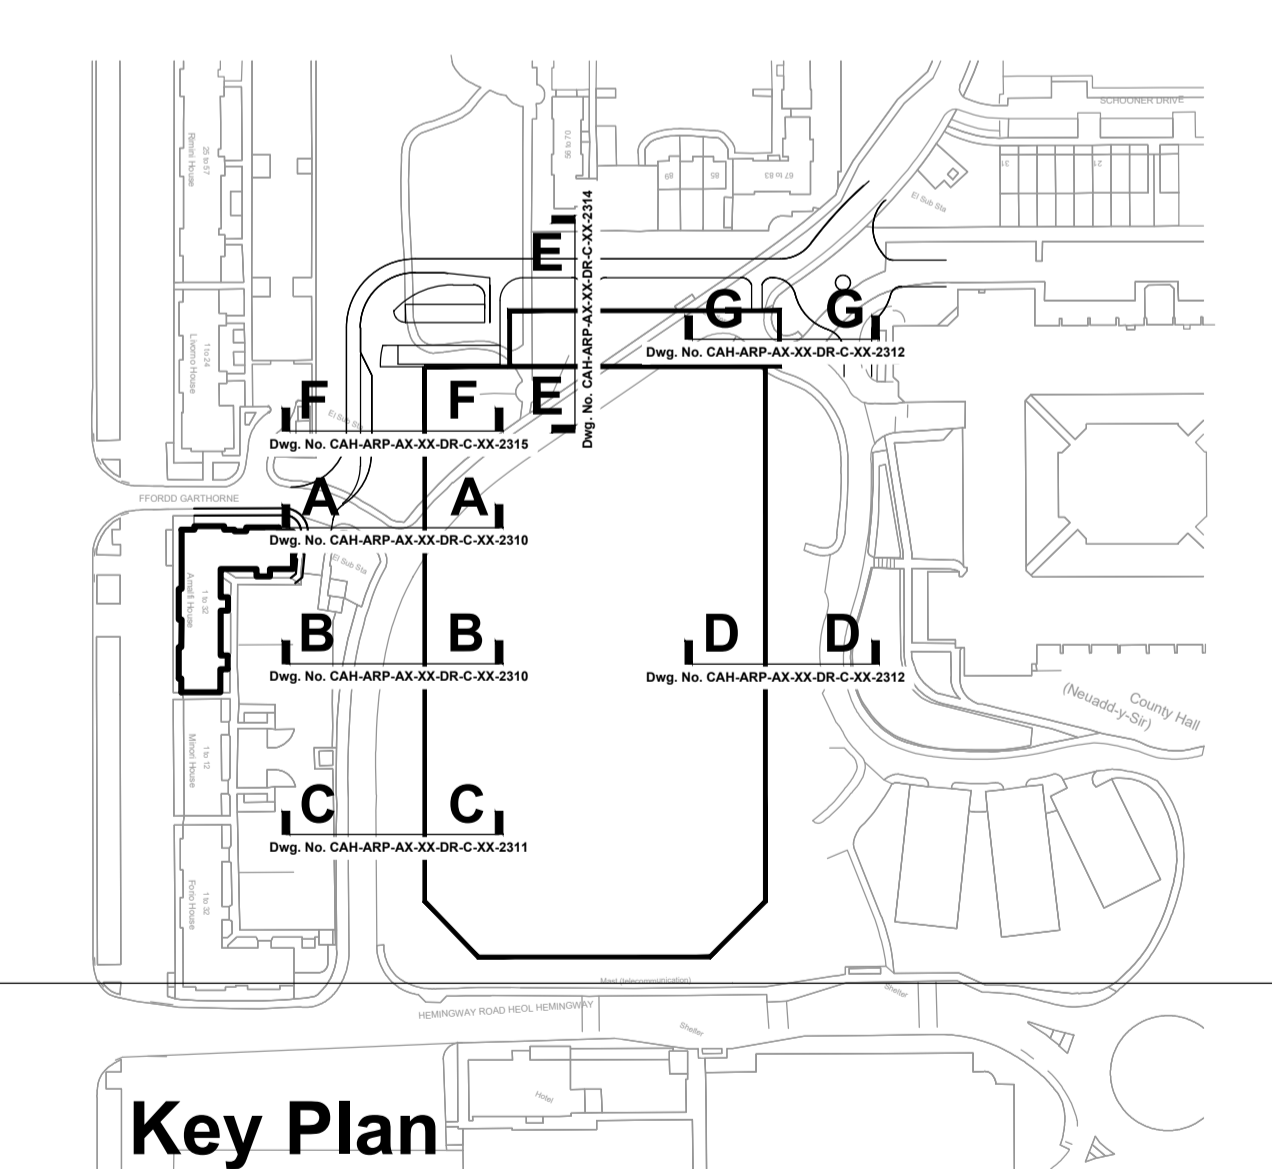 SCHOONER DRIVE
25 to 57
Rimini House
56 to 70
89
85
67 to 83
31
21
El Sub Sta
E
Dwg. No. CAH-ARP-AX-XX-DR-C-XX-2314
G G
Dwg. No. CAH-ARP-AX-XX-DR-C-XX-2312
1 to 24
Livorno House
E
F F
El Sub Sta
Dwg. No. CAH-ARP-AX-XX-DR-C-XX-2315
FFORDD GARTHORNE
A A
Dwg. No. CAH-ARP-AX-XX-DR-C-XX-2310
El Sub Sta
1 to 32
Amalfi House
B B
Dwg. No. CAH-ARP-AX-XX-DR-C-XX-2310
D D
Dwg. No. CAH-ARP-AX-XX-DR-C-XX-2312
County Hall
(Neuadd-y-Sir)
1 to 12
Minori House
C C
Dwg. No. CAH-ARP-AX-XX-DR-C-XX-2311
1 to 32
Forio House
Mast (telecommunication)
Shelter
HEMINGWAY ROAD HEOL HEMINGWAY
Shelter
Hotel
Key Plan